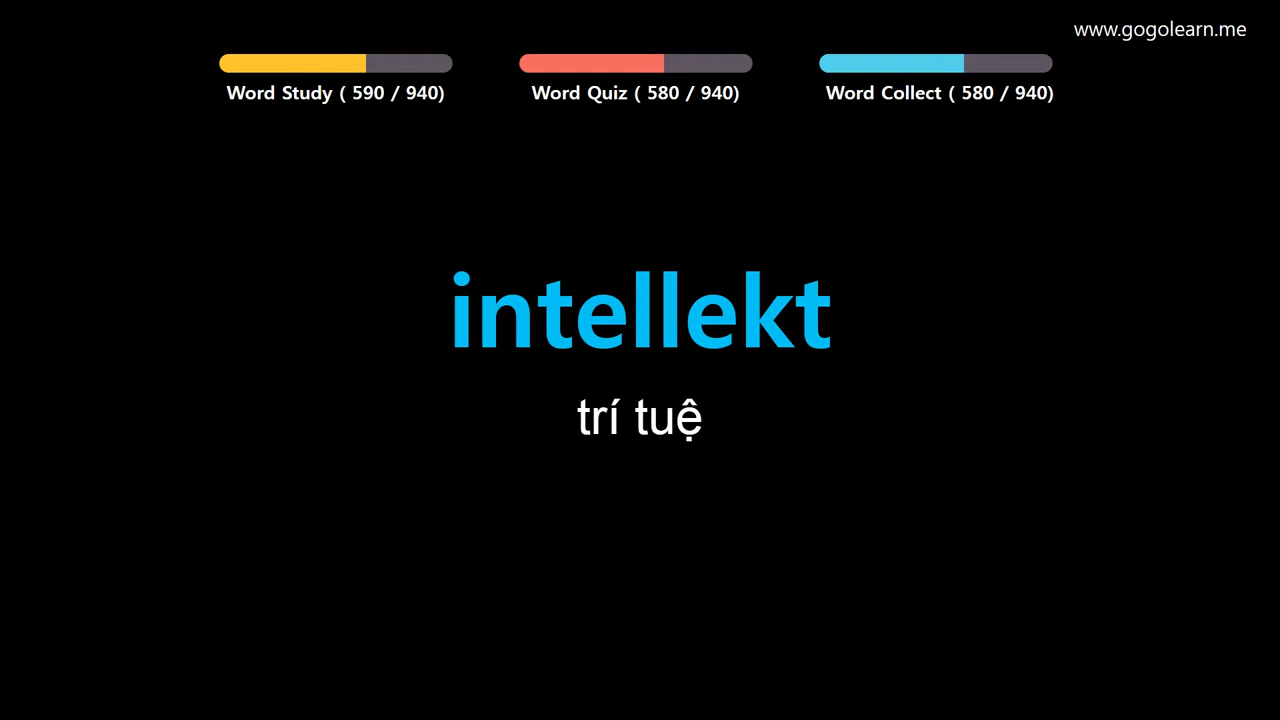 www.gogolearn.me
Word Study ( 590 / 940)
Word Quiz ( 580 / 940)
Word Collect ( 580 / 940)
intellekt
trí tuệ